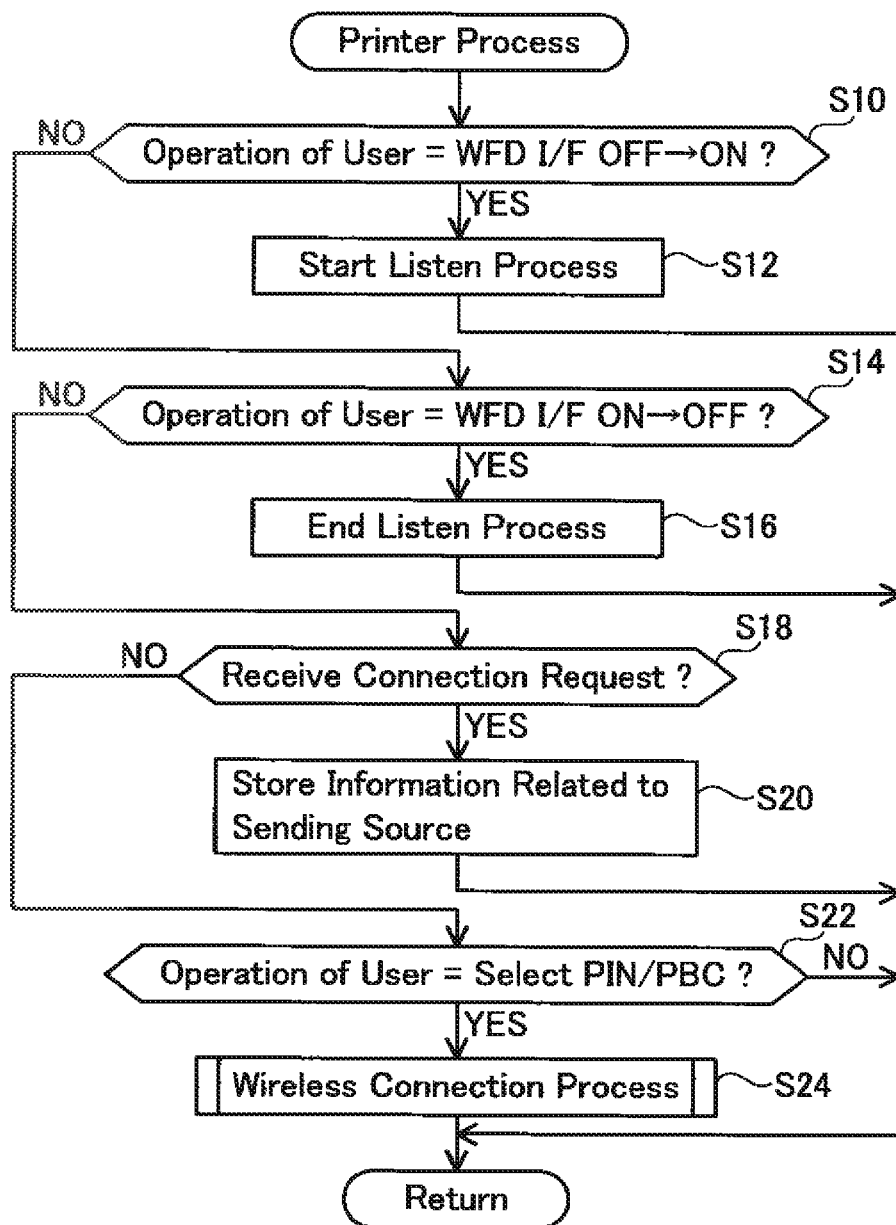 Printer Process
S10
NO
Operation of User = WFD I/F OFF→ON ?
YES
Start Listen Process
S12
S14
NO
Operation of User = WFD I/F ON→OFF ?
YES
End Listen Process
S16
S18
NO
Receive Connection Request ?
YES
Store Information Related to
Sending Source
S20
S22
Operation of User = Select PIN/PBC ?
NO
YES
Wireless Connection Process
S24
Return